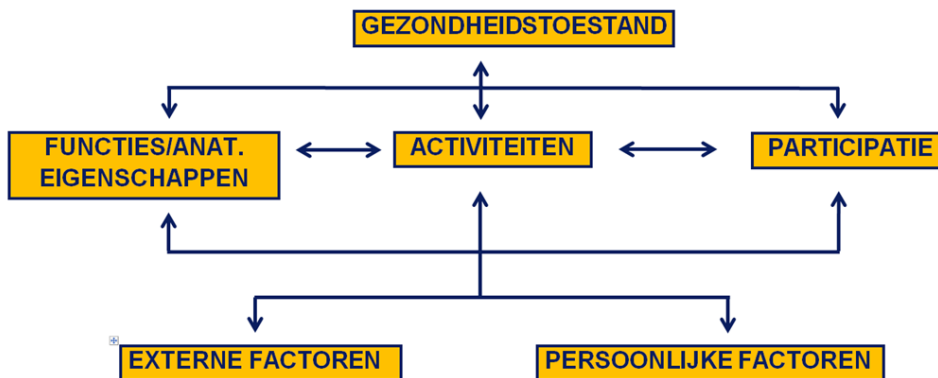 GEZONDHEIDSTOESTAND
FUNCTIES/ANAT.
EIGENSCHAPPEN
ACTIVITEITEN
PARTICIPATIE
EXTERNE FACTOREN
PERSOONLIJKE FACTOREN